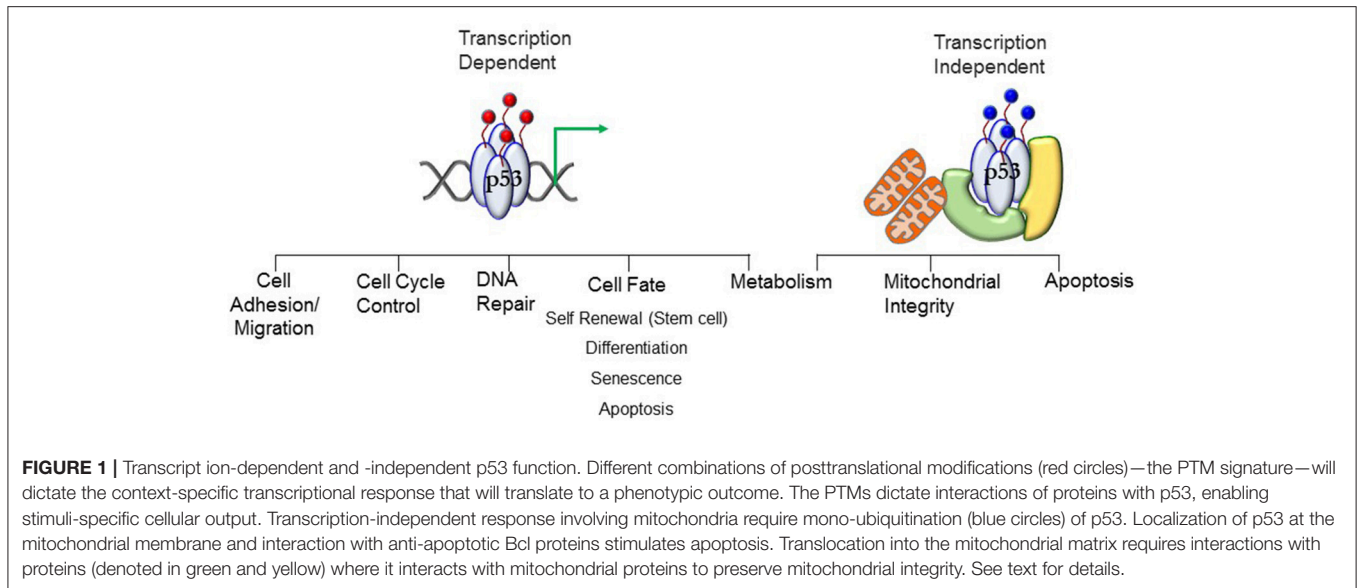 Transcription
Dependent
Transcription
Independent
p53
p53
Cell
Adhesion/
Migration
Cell Cycle
Control
DNA
Repair
Cell Fate
Self Renewal (Stem cell)
Differentiation
Senescence
Apoptosis
Metabolism
Mitochondrial
Integrity
Apoptosis
FIGURE 1 | Transcript ion-dependent and -independent p53 function. Different combinations of posttranslational modifications (red circles)—the PTM signature—will
dictate the context-specific transcriptional response that will translate to a phenotypic outcome. The PTMs dictate interactions of proteins with p53, enabling
stimuli-specific cellular output. Transcription-independent response involving mitochondria require mono-ubiquitination (blue circles) of p53. Localization of p53 at the
mitochondrial membrane and interaction with anti-apoptotic Bcl proteins stimulates apoptosis. Translocation into the mitochondrial matrix requires interactions with
proteins (denoted in green and yellow) where it interacts with mitochondrial proteins to preserve mitochondrial integrity. See text for details.